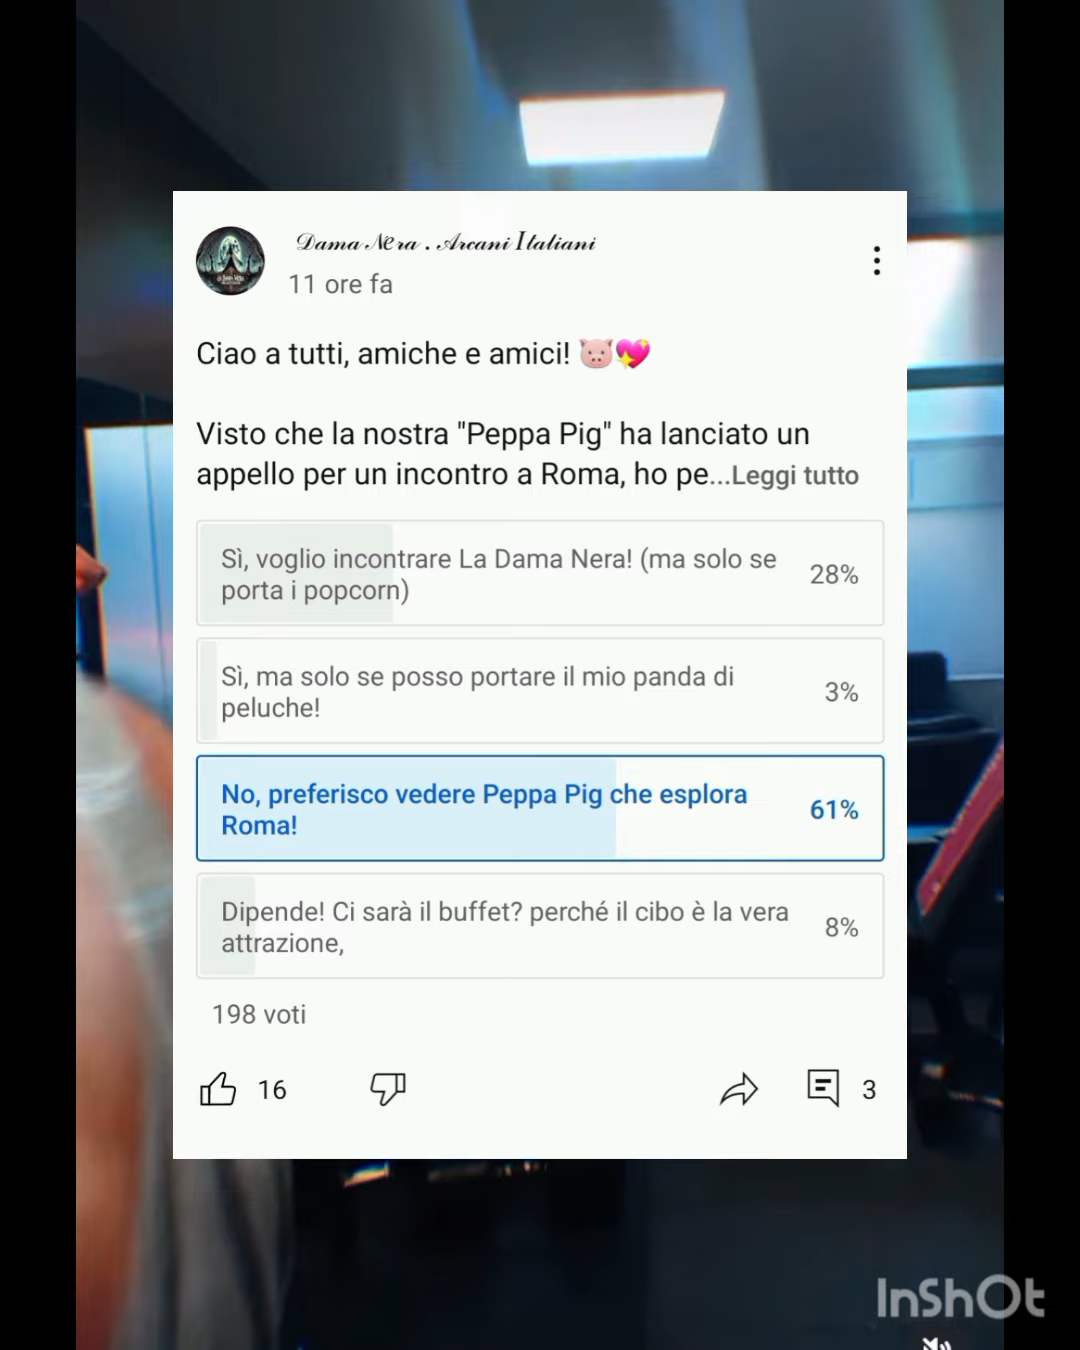 Dama Nera . Arcani Italiani
11 ore fa
Ciao a tutti, amiche e amici! 🐷💖
Visto che la nostra "Peppa Pig" ha lanciato un
appello per un incontro a Roma, ho pe...Leggi tutto
Sì, voglio incontrare La Dama Nera! (ma solo se
porta i popcorn)
28%
Sì, ma solo se posso portare il mio panda di
peluche!
3%
No, preferisco vedere Peppa Pig che esplora
Roma!
61%
Dipende! Ci sarà il buffet? perché il cibo è la vera
attrazione,
8%
198 voti
16
3
InShOt